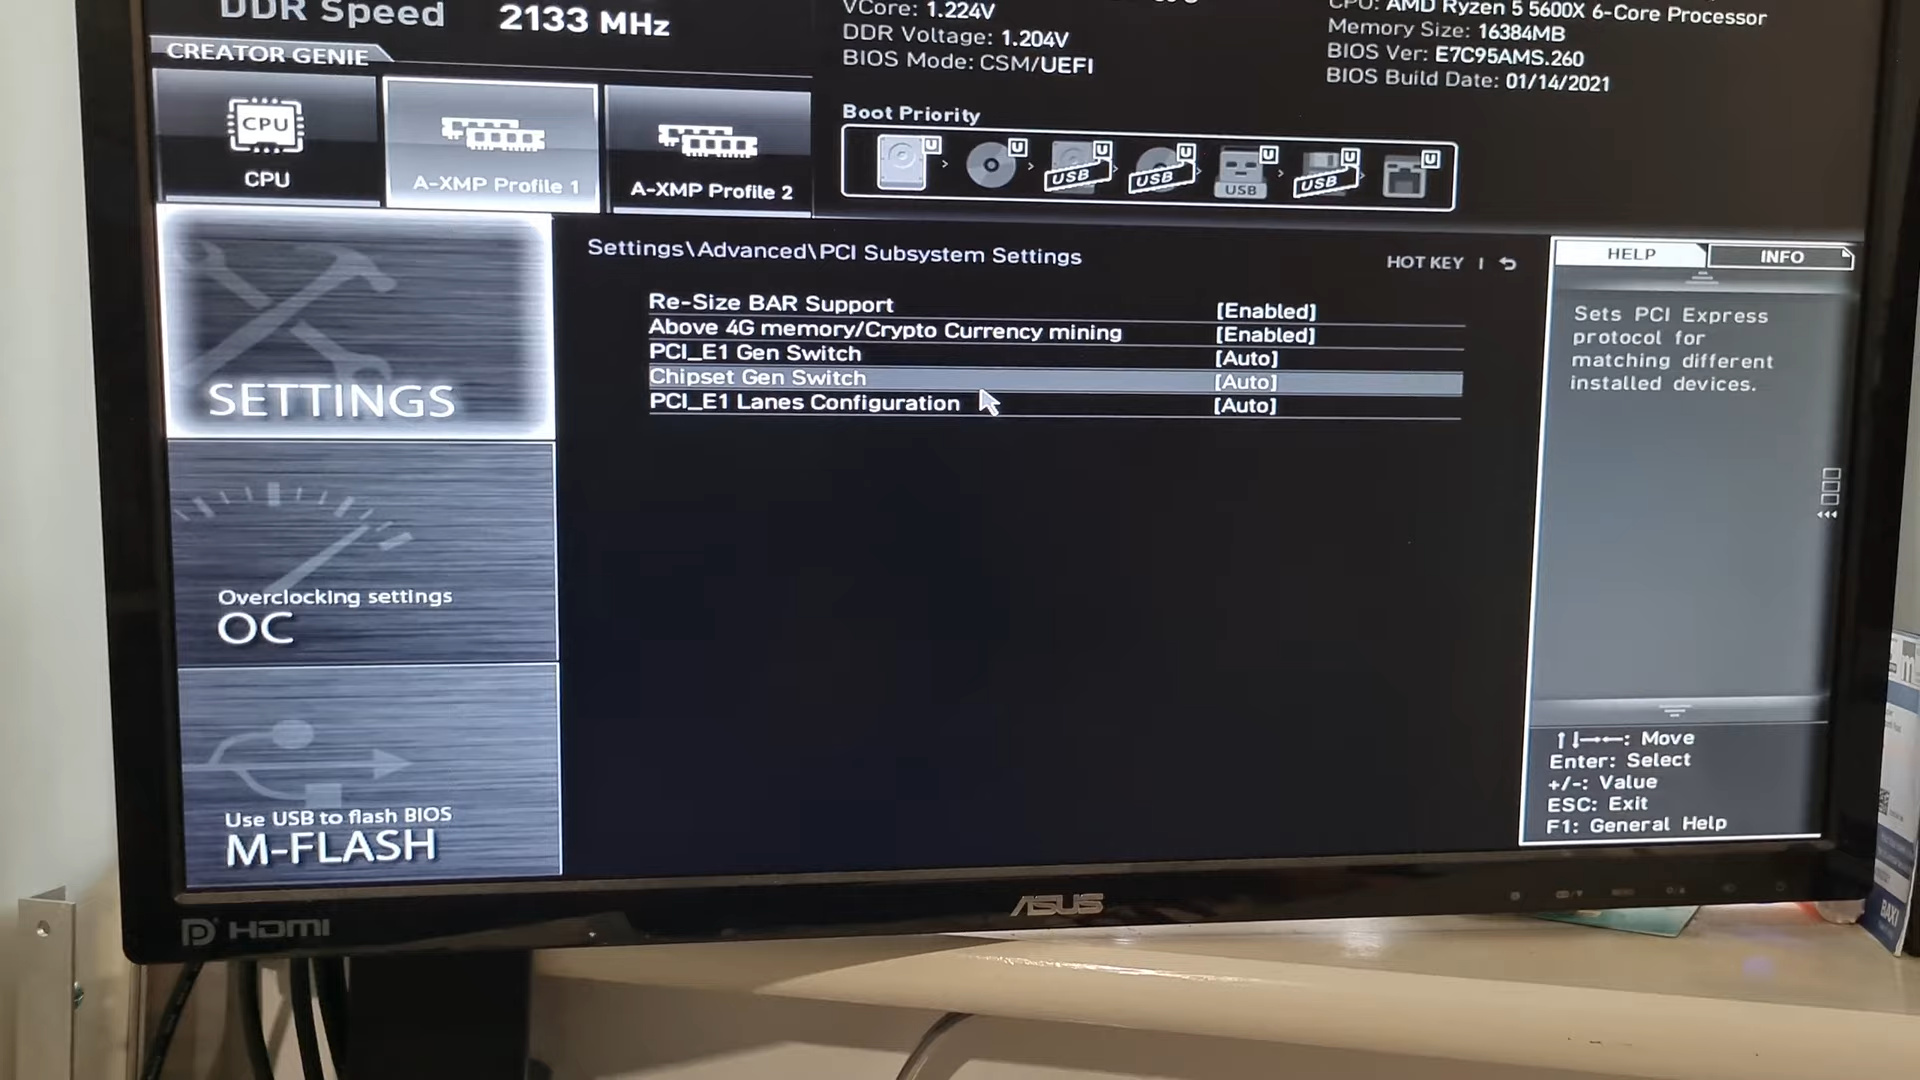 DDR Speed 2133 MHz
CREATOR GENIE
CPU
CPU
A-XMP Profile 1
A-XMP Profile 2
VCore: 1.224V
DDR Voltage: 1.204V
BIOS Mode: CSM/UEFI
CPU: AMD Ryzen 5 5600X 6-Core Processor
Memory Size: 16384MB
BIOS Ver: E7C95AMS.260
BIOS Build Date: 01/14/2021
Boot Priority
U U U U U U U
USB USB USB USB
SETTINGS
Overclocking settings
OC
Use USB to flash BIOS
M-FLASH
Settings\Advanced\PCI Subsystem Settings
HOT KEY
Re-Size BAR Support [Enabled]
Above 4G memory/Crypto Currency mining [Enabled]
PCI_E1 Gen Switch [Auto]
Chipset Gen Switch [Auto]
PCI_E1 Lanes Configuration [Auto]
HELP
INFO
Sets PCI Express
protocol for
matching different
installed devices.
↑↓→←: Move
Enter: Select
+/-: Value
ESC: Exit
F1: General Help
HDMI
ASUS
BAXI